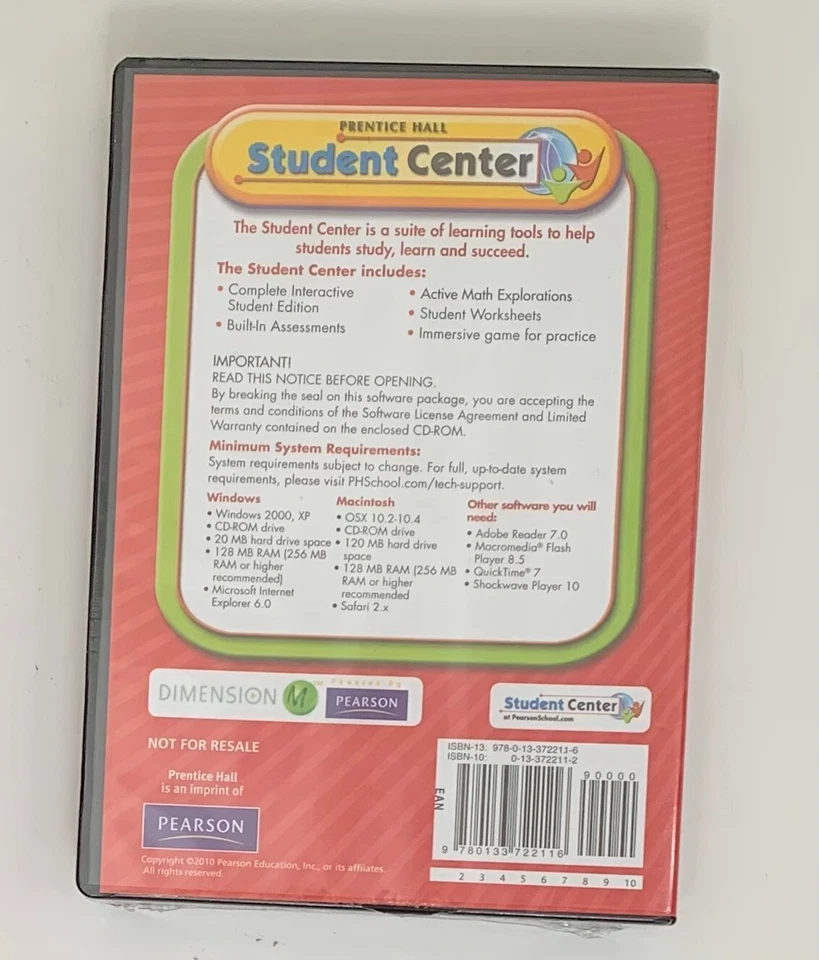 PRENTICE HALL
Student Center
The Student Center is a suite of learning tools to help
students study, learn and succeed.
The Student Center includes:
• Complete Interactive
Student Edition
• Built-In Assessments
• Active Math Explorations
• Student Worksheets
• Immersive game for practice
IMPORTANT!
READ THIS NOTICE BEFORE OPENING.
By breaking the seal on this software package, you are accepting the
terms and conditions of the Software License Agreement and Limited
Warranty contained on the enclosed CD-ROM.
Minimum System Requirements:
System requirements subject to change. For full, up-to-date system
requirements, please visit PHSchool.com/tech-support.
Windows
• Windows 2000, XP
• CD-ROM drive
• 20 MB hard drive space
• 128 MB RAM (256 MB
RAM or higher
recommended)
• Microsoft Internet
Explorer 6.0
Macintosh
• OSX 10.2-10.4
• CD-ROM drive
• 120 MB hard drive
space
• 128 MB RAM (256 MB
RAM or higher
recommended
• Safari 2.x
Other software you will
need:
• Adobe Reader 7.0
• Macromedia® Flash
Player 8.5
• QuickTime® 7
• Shockwave Player 10
DIMENSION M™
Powered by
PEARSON
Student Center
at PearsonSchool.com
NOT FOR RESALE
Prentice Hall
is an imprint of
PEARSON
Copyright ©2010 Pearson Education, Inc., or its affiliates.
All rights reserved.
ISBN-13: 978-0-13-372211-6
ISBN-10: 0-13-372211-2
90000
EAN
9 780133 722116
2 3 4 5 6 7 8 9 10